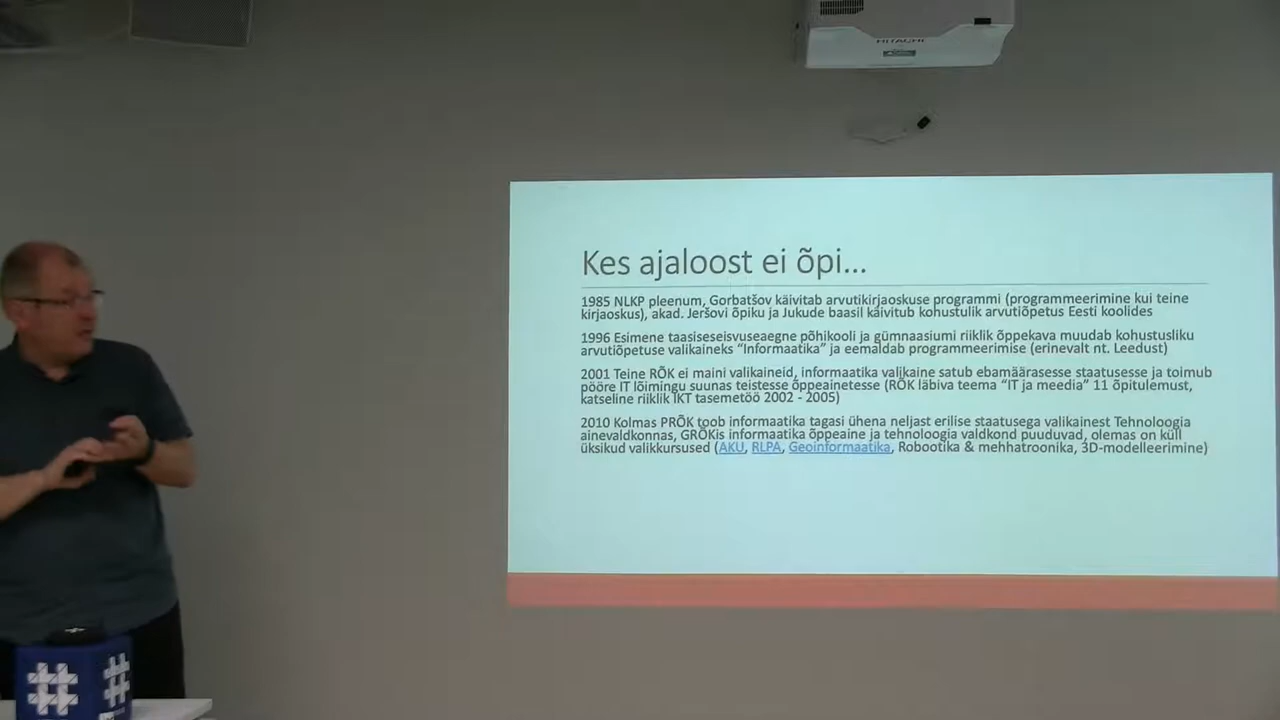 HITACHI
Kes ajaloost ei õpi...
1985 NLKP pleenum, Gorbatšov käivitab arvutikirjaoskuse programmi (programmeerimine kui teine
kirjaoskus), akad. Jeršovi õpiku ja Jukude baasil käivitub kohustulik arvutiõpetus Eesti koolides
1996 Esimene taasiseseisvuseaegne põhikooli ja gümnaasiumi riiklik õppekava muudab kohustusliku
arvutiõpetuse valikaineks “Informaatika” ja eemaldab programmeerimise (erinevalt nt. Leedust)
2001 Teine RÕK ei maini valikaineid, informaatika valikaine satub ebamäärasesse staatusesse ja toimub
pööre IT lõimingu suunas teistesse õppeainetesse (RÕK läbiva teema “IT ja meedia” 11 õpitulemust,
katseline riiklik IKT tasemetöö 2002 - 2005)
2010 Kolmas PRÕK toob informaatika tagasi ühena neljast erilise staatusega valikainest Tehnoloogia
ainevaldkonnas, GRÕKis informaatika õppeaine ja tehnoloogia valdkond puuduvad, olemas on küll
üksikud valikkursused (AKU, RLPA, Geoinformaatika, Robootika & mehhatroonika, 3D-modelleerimine)